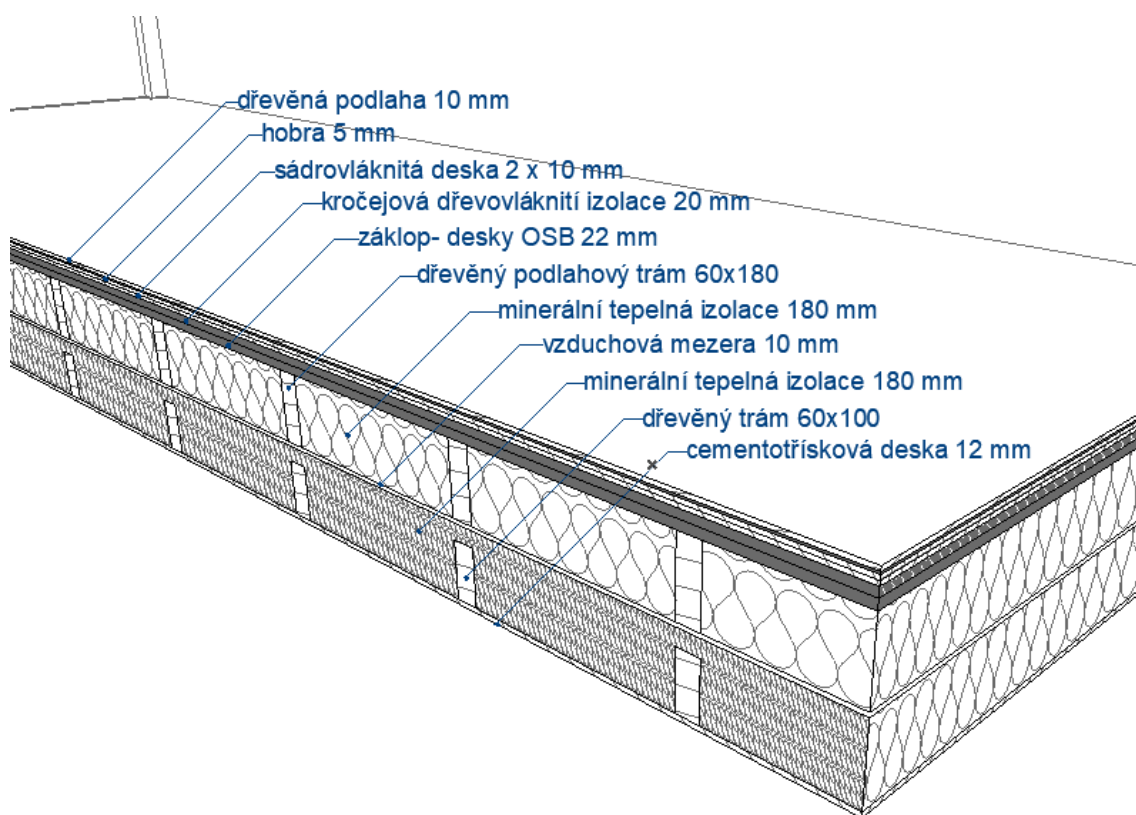 dřevěná podlaha 10 mm
hobra 5 mm
sádrovláknitá deska 2 x 10 mm
kročejová dřevovláknití izolace 20 mm
záklop- desky OSB 22 mm
dřevěný podlahový trám 60x180
minerální tepelná izolace 180 mm
vzduchová mezera 10 mm
minerální tepelná izolace 180 mm
dřevěný trám 60x100
cementotřísková deska 12 mm